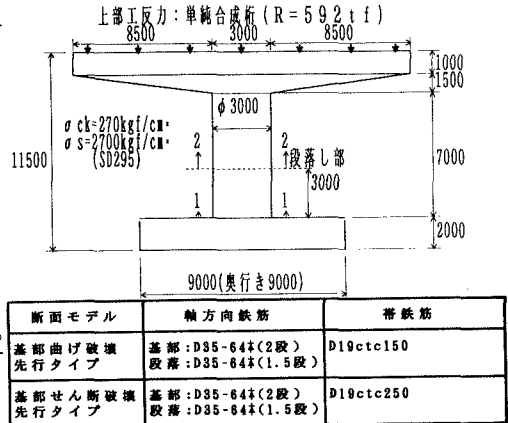 上部工反力：単純合成桁（R＝592tf）
8500 3000 8500
1000
1500
φ3000
σck=270kgf/cm²
σs=2700kgf/cm²
(SD295)
2 2
段落し部
11500
7000
3000
1 1
2000
9000(奥行き9000)
断面モデル 軸方向鉄筋 帯鉄筋
基部曲げ破壊
先行タイプ
基部:D35-64本(2段)
段落:D35-64本(1.5段)
D19ctc150
基部せん断破壊
先行タイプ
基部:D35-64本(2段)
段落:D35-64本(1.5段)
D19ctc250